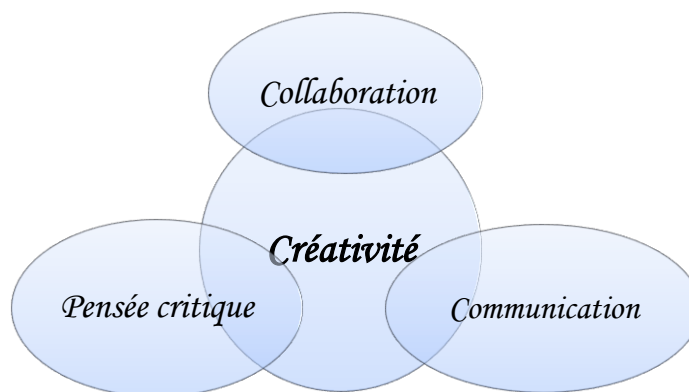 Collaboration
Créativité
Pensée critique
Communication